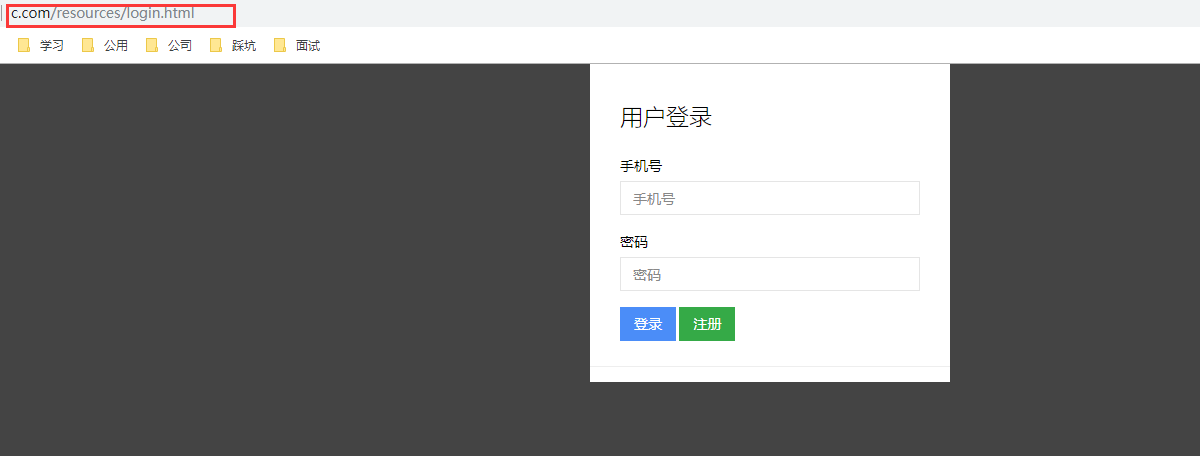 c.com/resources/login.html
学习 公用 公司 踩坑 面试
用户登录
手机号
手机号
密码
密码
登录 注册